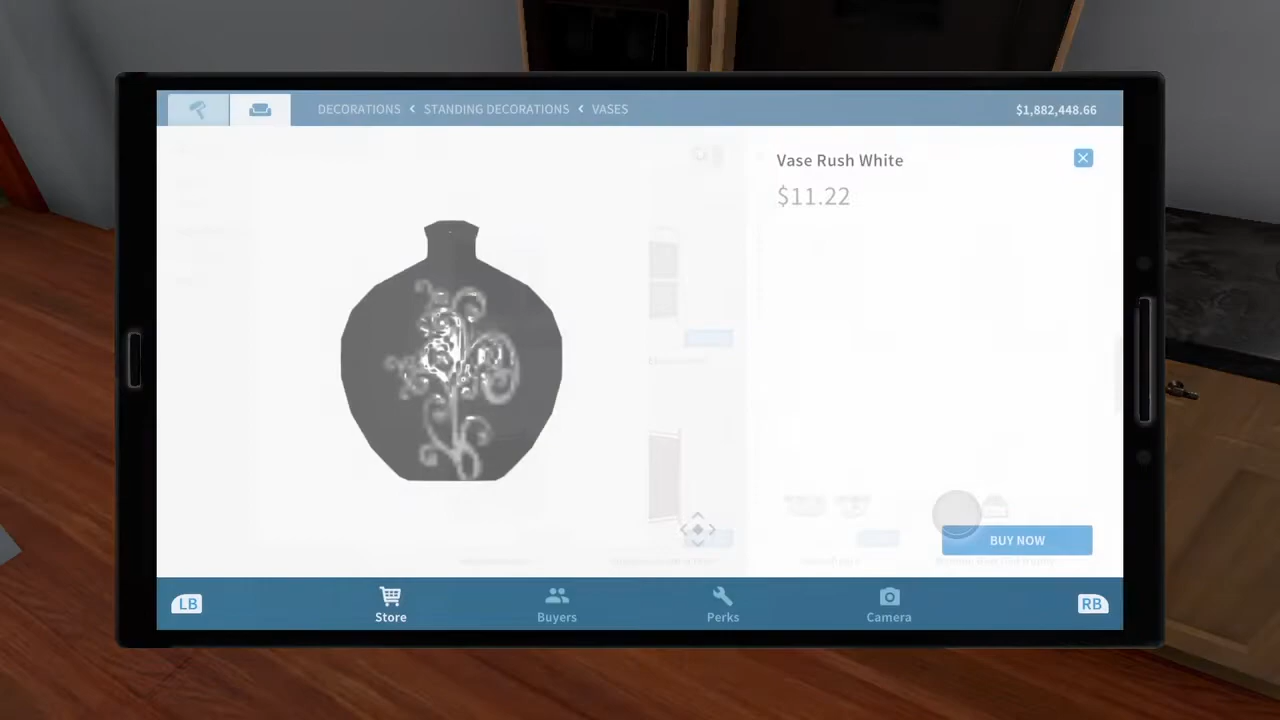 DECORATIONS < STANDING DECORATIONS < VASES
$1,882,448.66
Vase Rush White
$11.22
BUY NOW
LB
Store
Buyers
Perks
Camera
RB